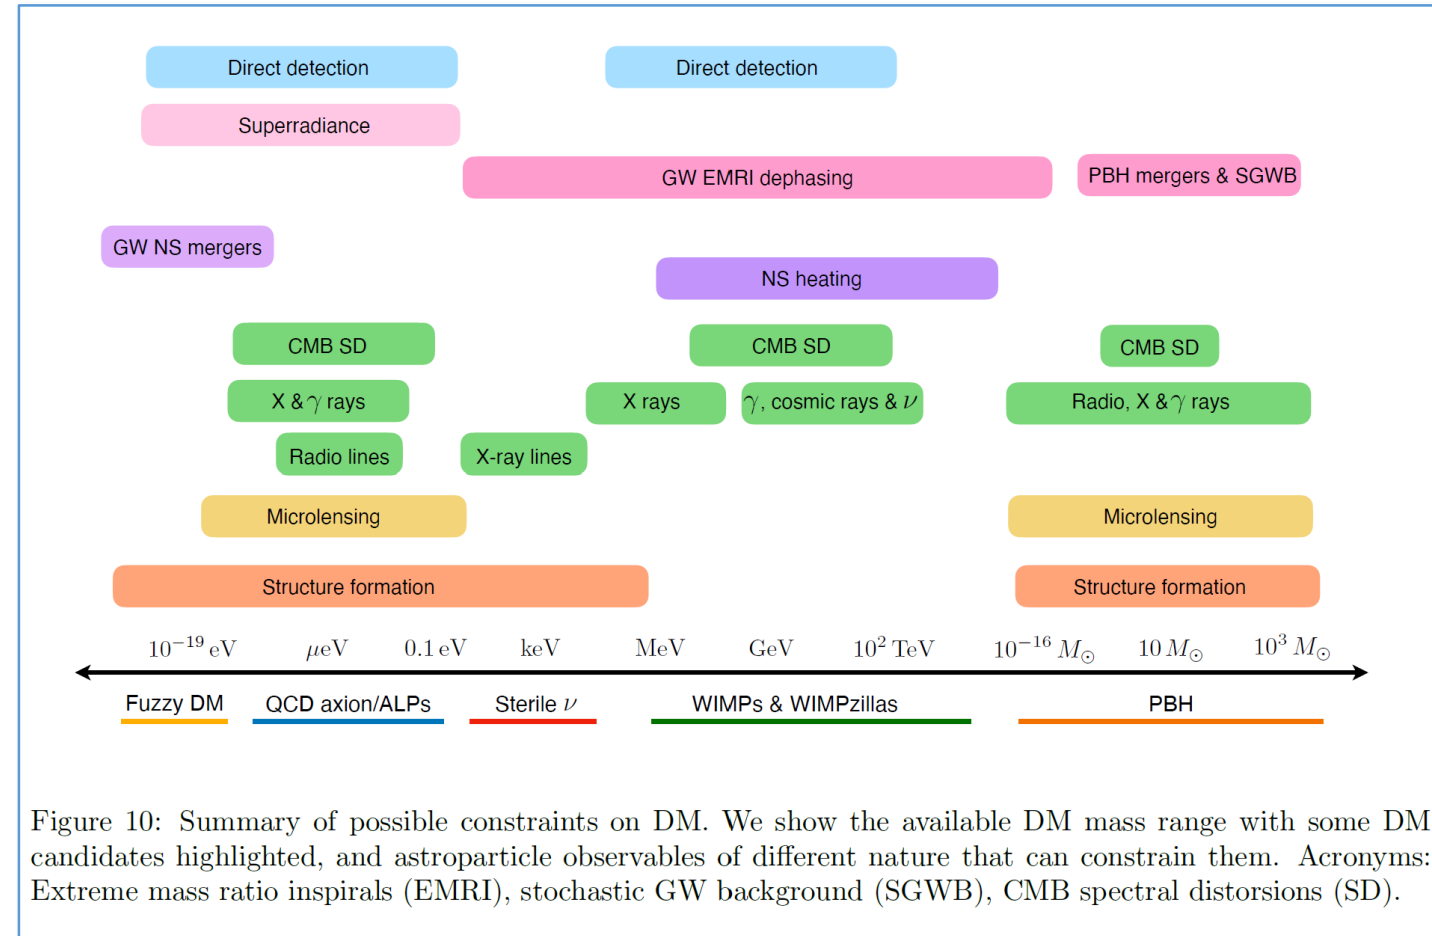 Direct detection Direct detection
Superradiance
GW EMRI dephasing PBH mergers & SGWB
GW NS mergers
NS heating
CMB SD CMB SD CMB SD
X & γ rays X rays γ, cosmic rays & ν Radio, X & γ rays
Radio lines X-ray lines
Microlensing Microlensing
Structure formation Structure formation
10⁻¹⁹ eV μeV 0.1 eV keV MeV GeV 10² TeV 10⁻¹⁶ M⊙ 10 M⊙ 10³ M⊙
Fuzzy DM QCD axion/ALPs Sterile ν WIMPs & WIMPzillas PBH
Figure 10: Summary of possible constraints on DM. We show the available DM mass range with some DM
candidates highlighted, and astroparticle observables of different nature that can constrain them. Acronyms:
Extreme mass ratio inspirals (EMRI), stochastic GW background (SGWB), CMB spectral distorsions (SD).